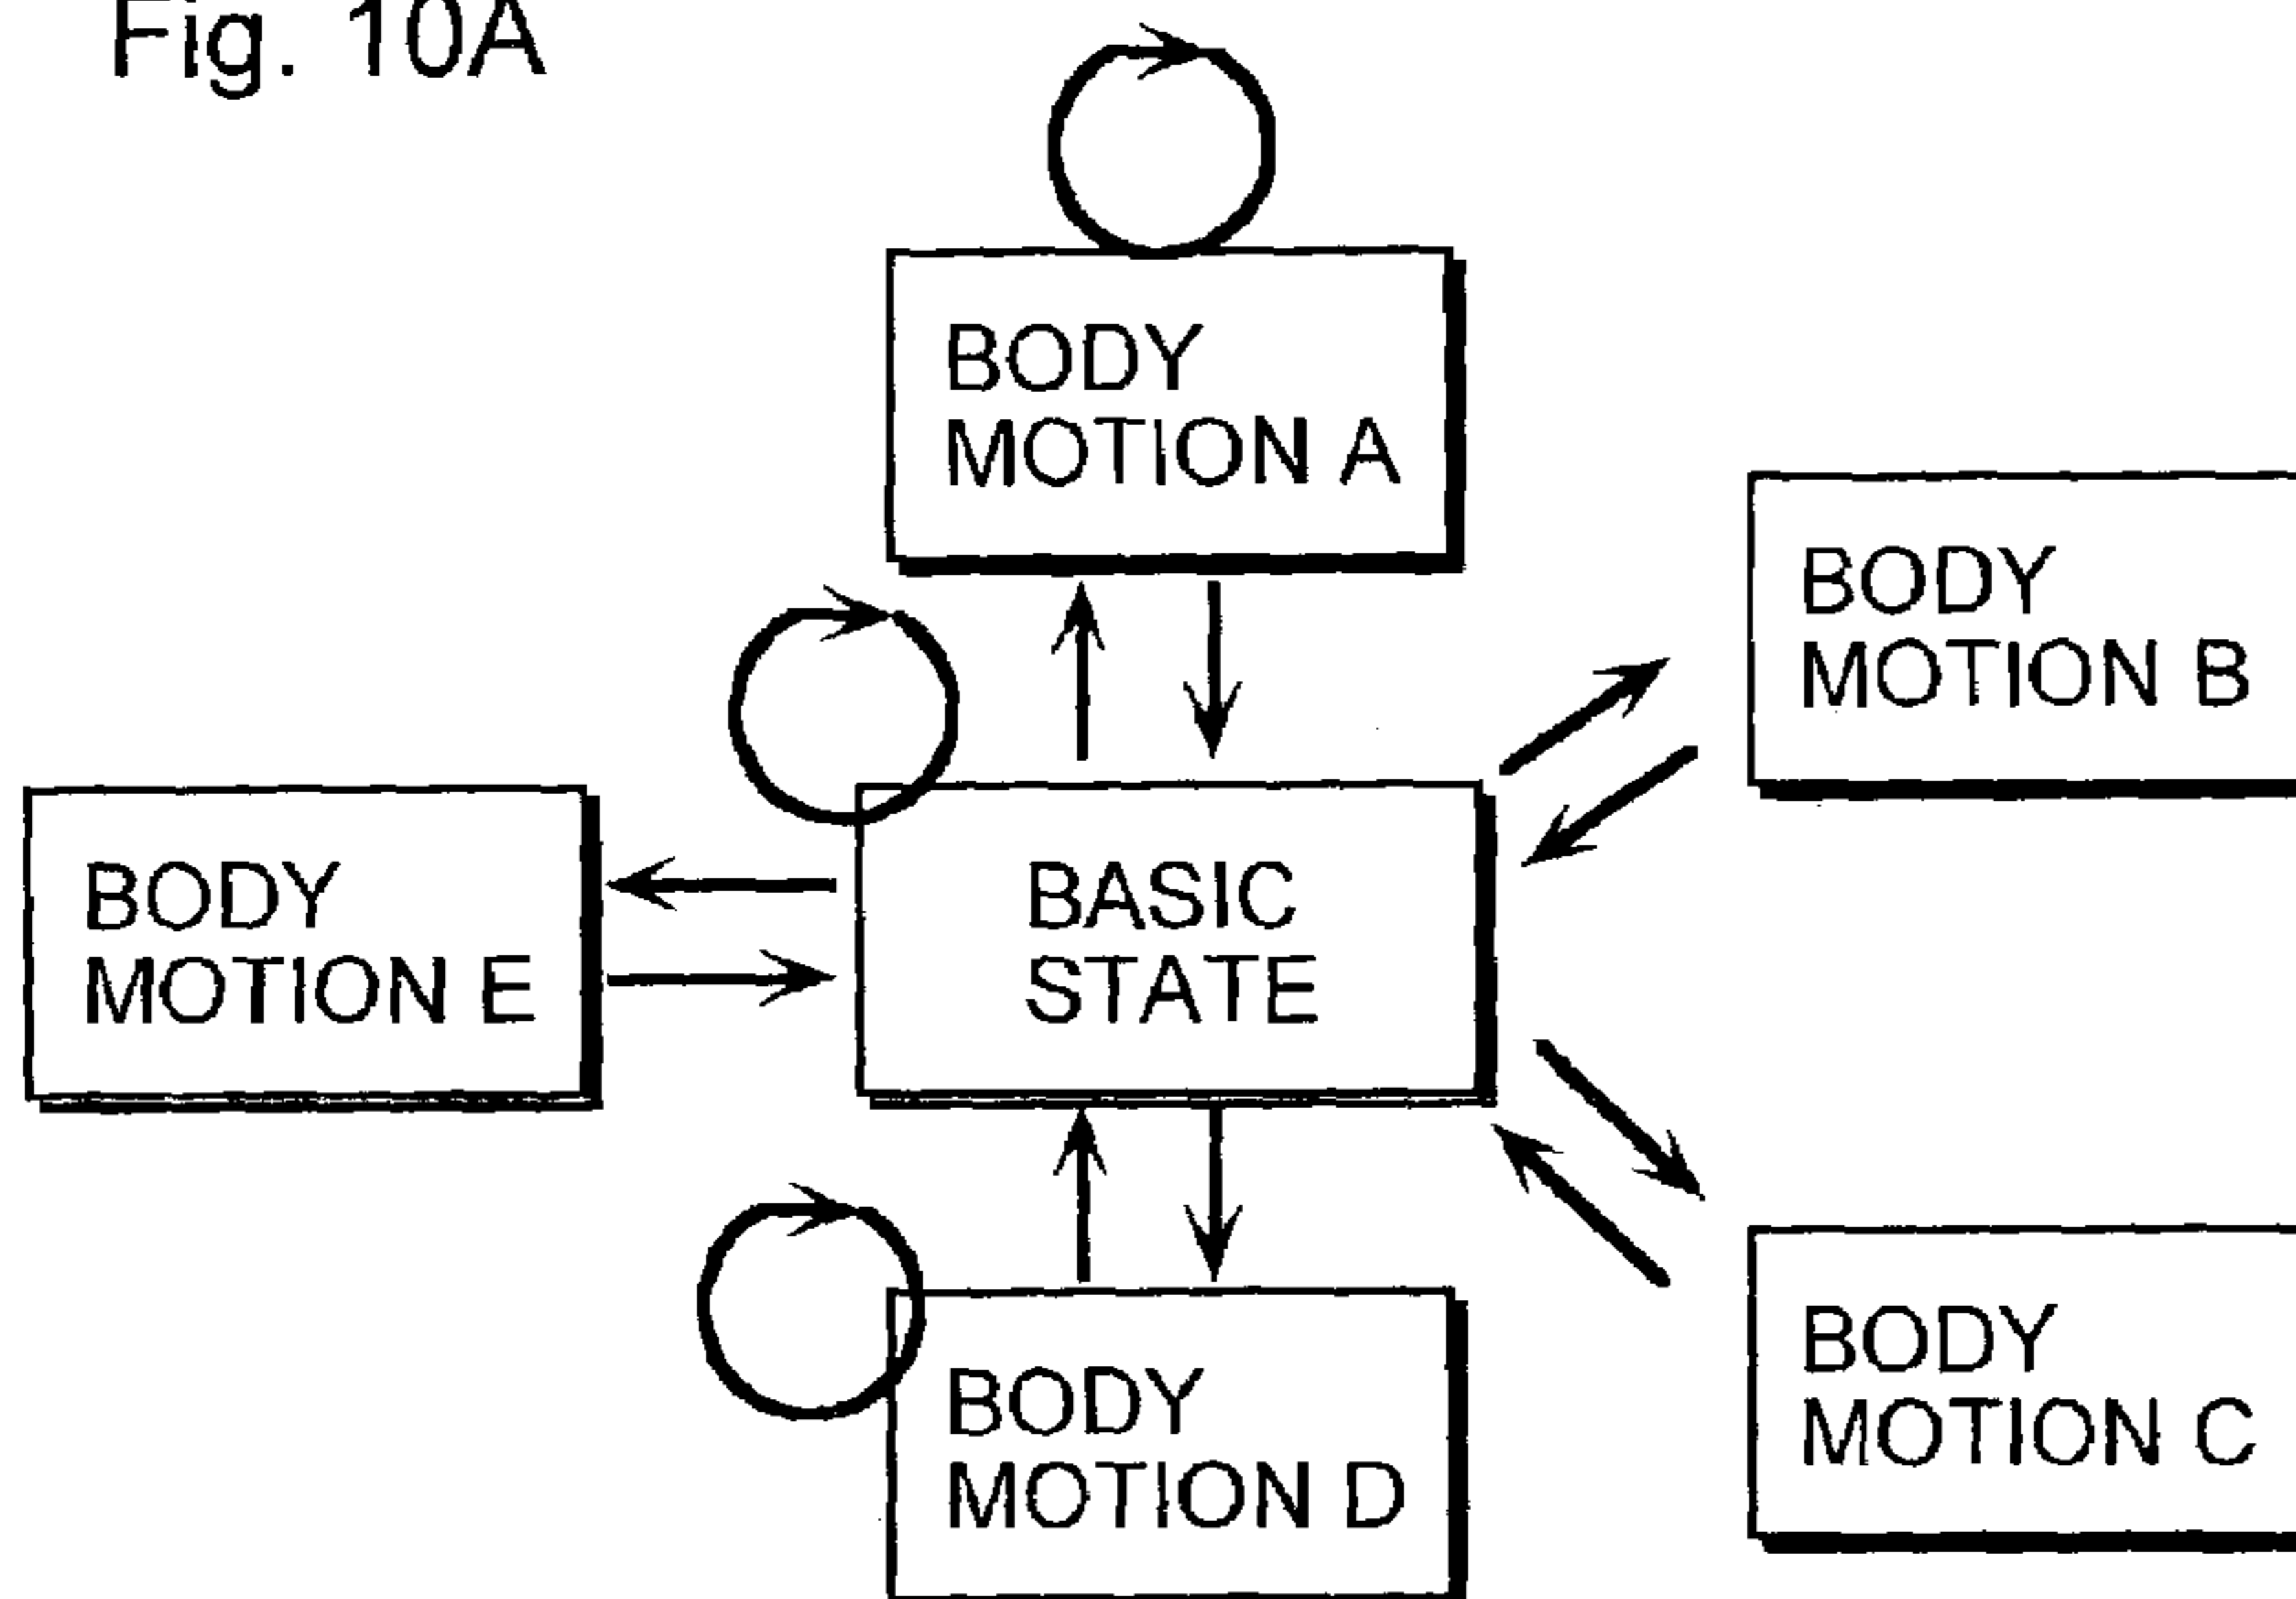 Fig. 10A
BODY
MOTION A
BODY
MOTION B
BODY
MOTION E
BASIC
STATE
BODY
MOTION C
BODY
MOTION D